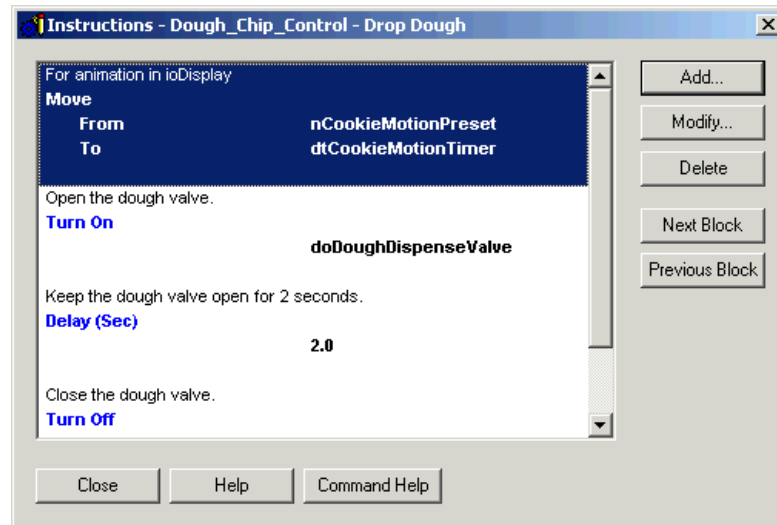 Instructions - Dough_Chip_Control - Drop Dough
For animation in ioDisplay
Move
From nCookieMotionPreset
To dtCookieMotionTimer
Open the dough valve.
Turn On
doDoughDispenseValve
Keep the dough valve open for 2 seconds.
Delay (Sec)
2.0
Close the dough valve.
Turn Off
Add...
Modify...
Delete
Next Block
Previous Block
Close Help Command Help